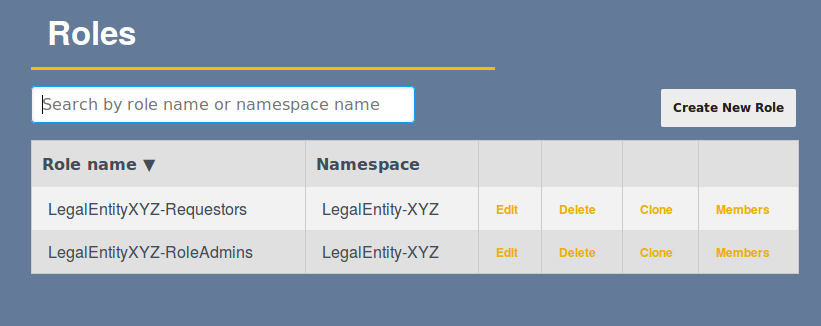 Roles
Search by role name or namespace name
Create New Role
Role name ▼ Namespace
LegalEntityXYZ-Requestors LegalEntity-XYZ Edit Delete Clone Members
LegalEntityXYZ-RoleAdmins LegalEntity-XYZ Edit Delete Clone Members